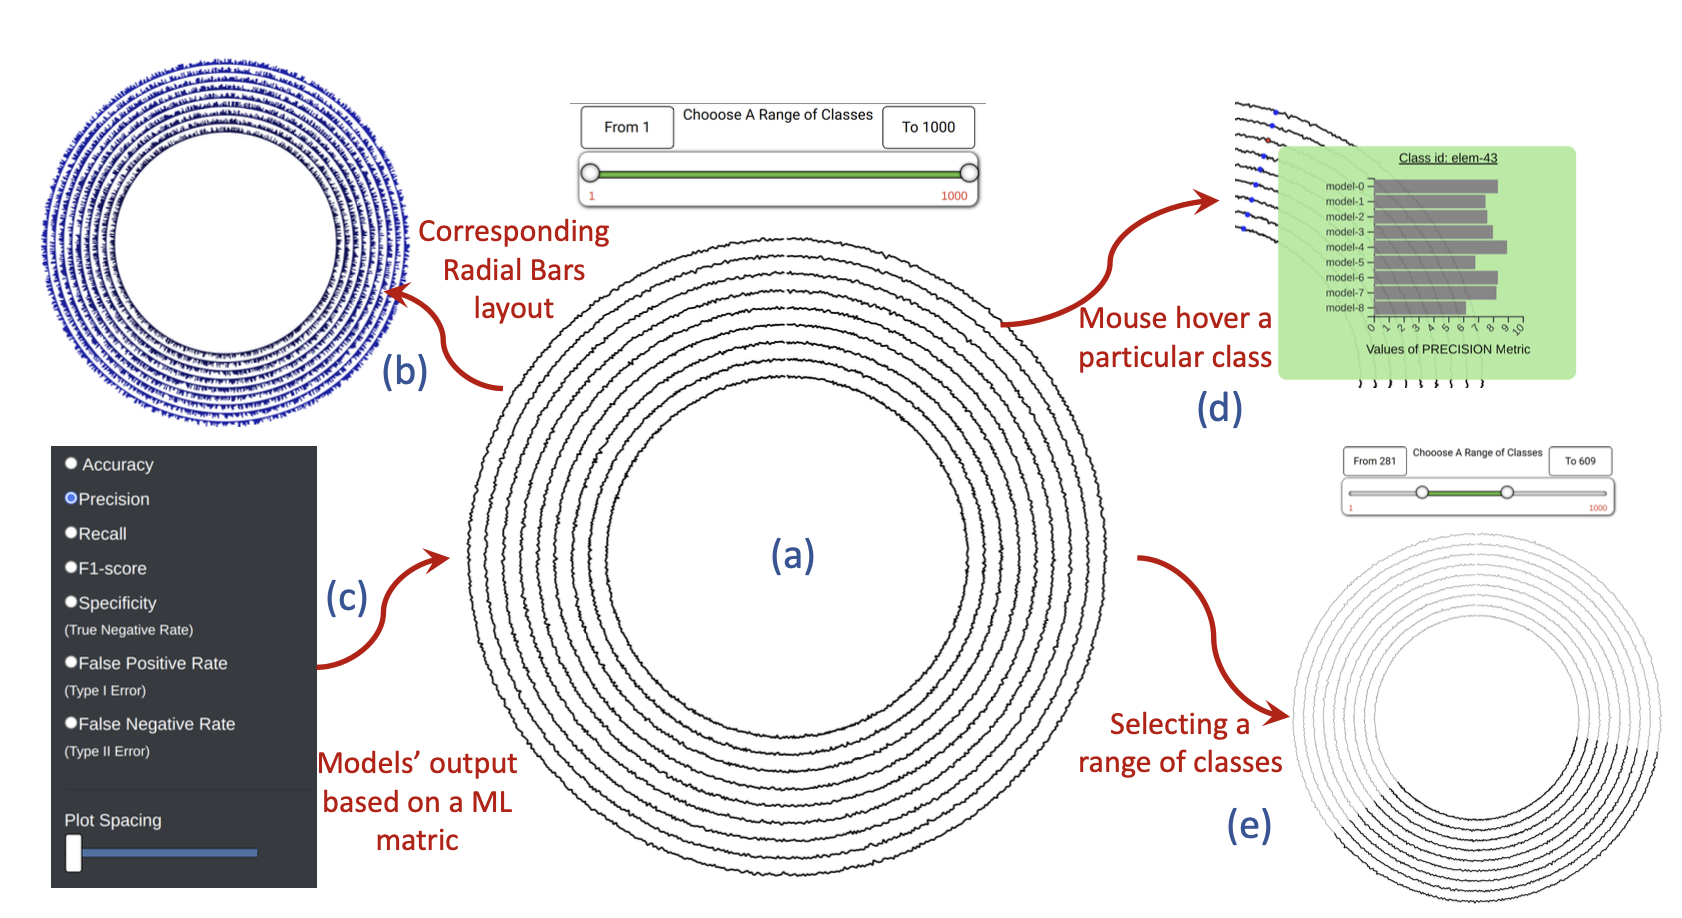 From 1
Chooose A Range of Classes
To 1000
1
1000
Corresponding
Radial Bars
layout
(b)
Class id: elem-43
model-0
model-1
model-2
model-3
model-4
model-5
model-6
model-7
model-8
0 1 2 3 4 5 6 7 8 9 10
Values of PRECISION Metric
Mouse hover a
particular class
(d)
Accuracy
Precision
Recall
F1-score
Specificity
(True Negative Rate)
False Positive Rate
(Type I Error)
False Negative Rate
(Type II Error)
Plot Spacing
(c)
Models’ output
based on a ML
matric
(a)
From 281
Chooose A Range of Classes
To 609
1
1000
Selecting a
range of classes
(e)